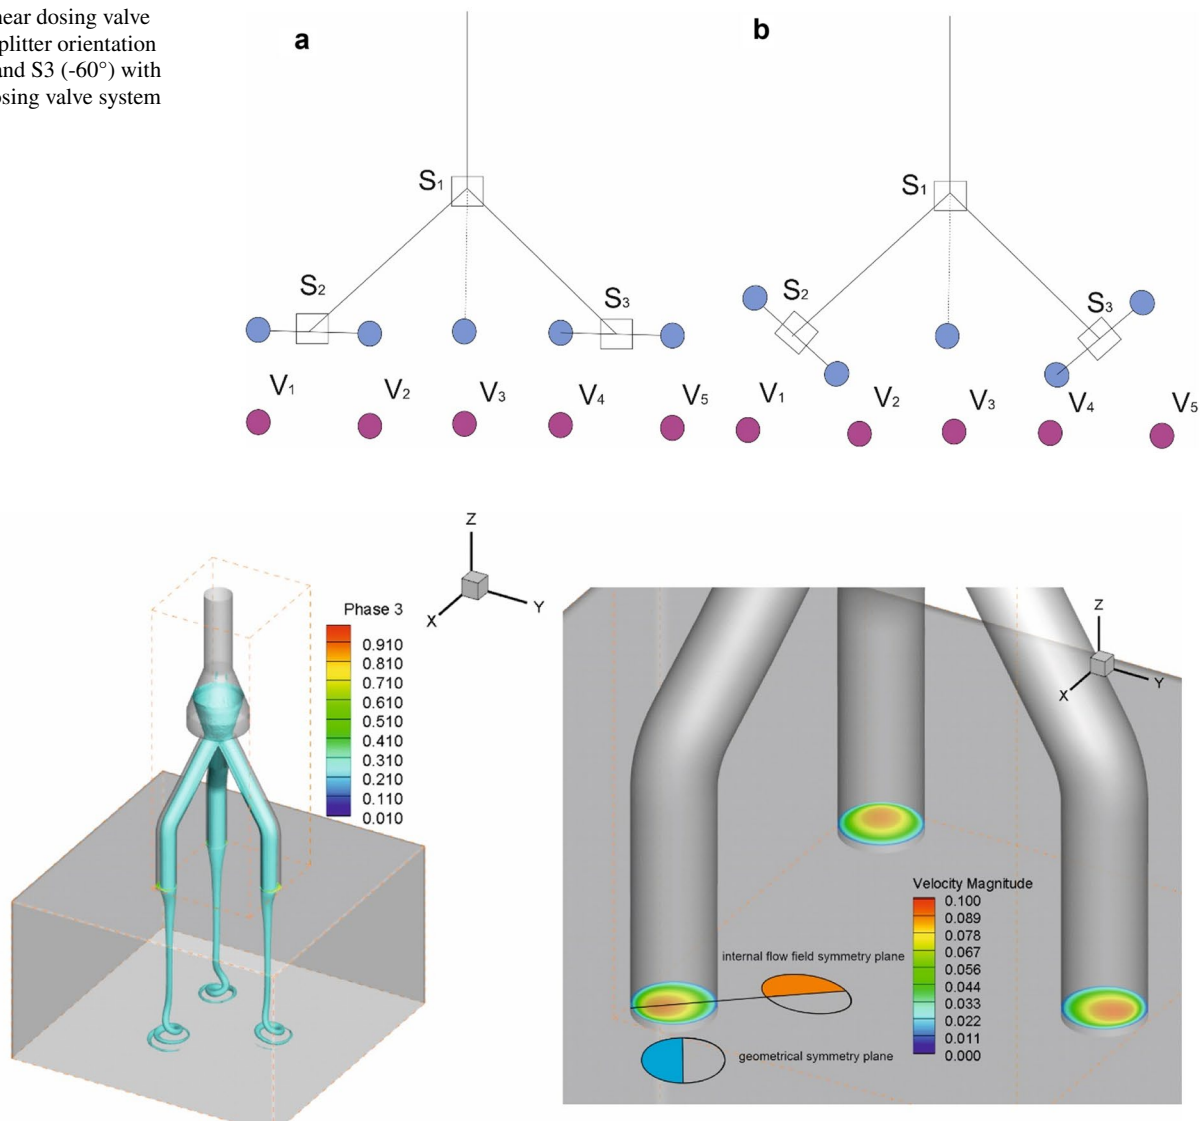 near dosing valve
plitter orientation
and S3 (-60°) with
osing valve system
a
b
S1
S1
S2
S3
S2
S3
V1
V2
V3
V4
V5
V1
V2
V3
V4
V5
Z
X
Y
Phase 3
0.910
0.810
0.710
0.610
0.510
0.410
0.310
0.210
0.110
0.010
Z
X
Y
Velocity Magnitude
0.100
0.089
0.078
0.067
0.056
0.044
0.033
0.022
0.011
0.000
internal flow field symmetry plane
geometrical symmetry plane